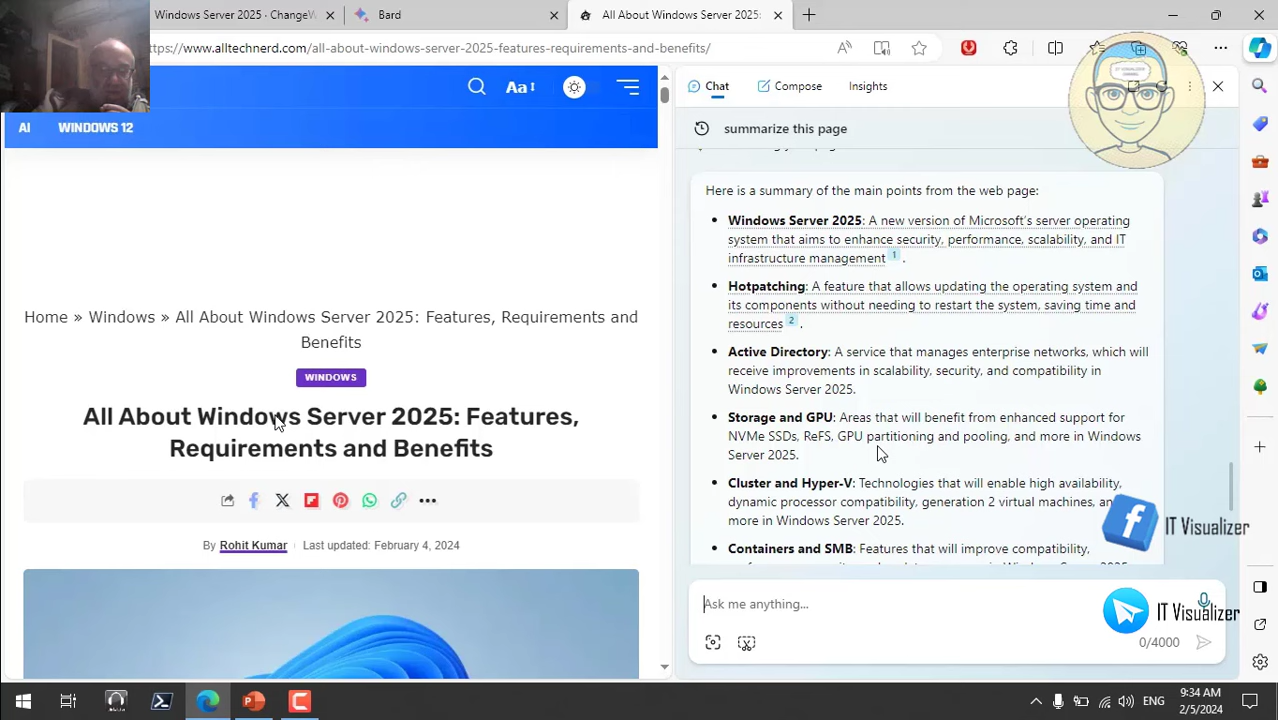 Windows Server 2025 · ChangeW
Bard
All About Windows Server 2025:
ttps://www.alltechnerd.com/all-about-windows-server-2025-features-requirements-and-benefits/
Aa
AI
WINDOWS 12
Home » Windows » All About Windows Server 2025: Features, Requirements and
Benefits
WINDOWS
All About Windows Server 2025: Features,
Requirements and Benefits
By Rohit Kumar
Last updated: February 4, 2024
Chat
Compose
Insights
summarize this page
Here is a summary of the main points from the web page:
Windows Server 2025: A new version of Microsoft's server operating
system that aims to enhance security, performance, scalability, and IT
infrastructure management 1 .
Hotpatching: A feature that allows updating the operating system and
its components without needing to restart the system, saving time and
resources 2 .
Active Directory: A service that manages enterprise networks, which will
receive improvements in scalability, security, and compatibility in
Windows Server 2025.
Storage and GPU: Areas that will benefit from enhanced support for
NVMe SSDs, ReFS, GPU partitioning and pooling, and more in Windows
Server 2025.
Cluster and Hyper-V: Technologies that will enable high availability,
dynamic processor compatibility, generation 2 virtual machines, and
more in Windows Server 2025.
Containers and SMB: Features that will improve compatibility,
IT Visualizer
Ask me anything...
IT Visualizer
0/4000
ENG
9:34 AM
2/5/2024